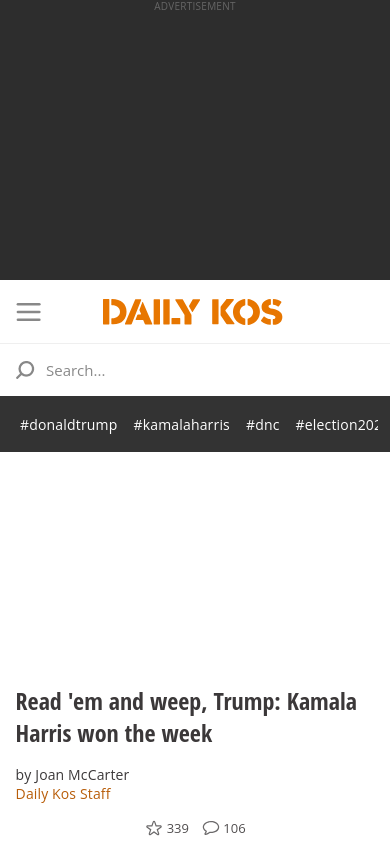 ADVERTISEMENT
DAILY KOS
Search...
#donaldtrump #kamalaharris #dnc #election202
Read 'em and weep, Trump: Kamala
Harris won the week
by Joan McCarter
Daily Kos Staff
339 106